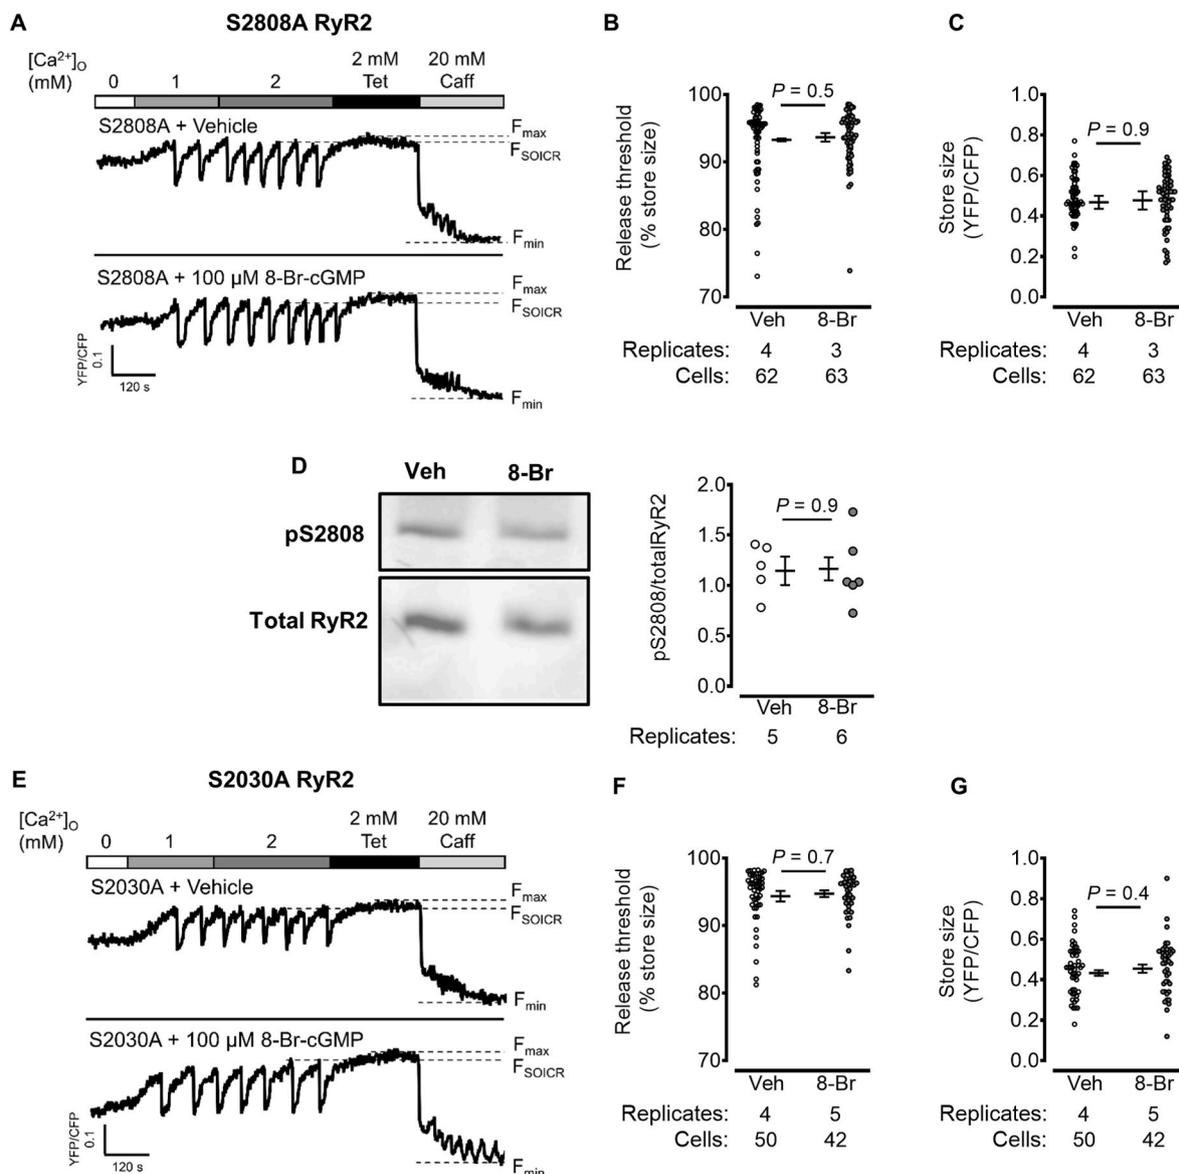 A
S2808A RyR2
[Ca2+]O
(mM)
0 1 2
2 mM
Tet
20 mM
Caff
S2808A + Vehicle
Fmax
FSOICR
Fmin
S2808A + 100 µM 8-Br-cGMP
Fmax
FSOICR
Fmin
YFP/CFP
0.1
120 s
B
Release threshold
(% store size)
100
90
80
70
P = 0.5
Veh 8-Br
Replicates: 4 3
Cells: 62 63
C
Store size
(YFP/CFP)
1.0
0.8
0.6
0.4
0.2
0.0
P = 0.9
Veh 8-Br
Replicates: 4 3
Cells: 62 63
D
Veh 8-Br
pS2808
Total RyR2
pS2808/totalRyR2
2.0
1.5
1.0
0.5
0.0
P = 0.9
Veh 8-Br
Replicates: 5 6
E
S2030A RyR2
[Ca2+]O
(mM)
0 1 2
2 mM
Tet
20 mM
Caff
S2030A + Vehicle
Fmax
FSOICR
Fmin
S2030A + 100 µM 8-Br-cGMP
Fmax
FSOICR
Fmin
YFP/CFP
0.1
120 s
F
Release threshold
(% store size)
100
90
80
70
P = 0.7
Veh 8-Br
Replicates: 4 5
Cells: 50 42
G
Store size
(YFP/CFP)
1.0
0.8
0.6
0.4
0.2
0.0
P = 0.4
Veh 8-Br
Replicates: 4 5
Cells: 50 42